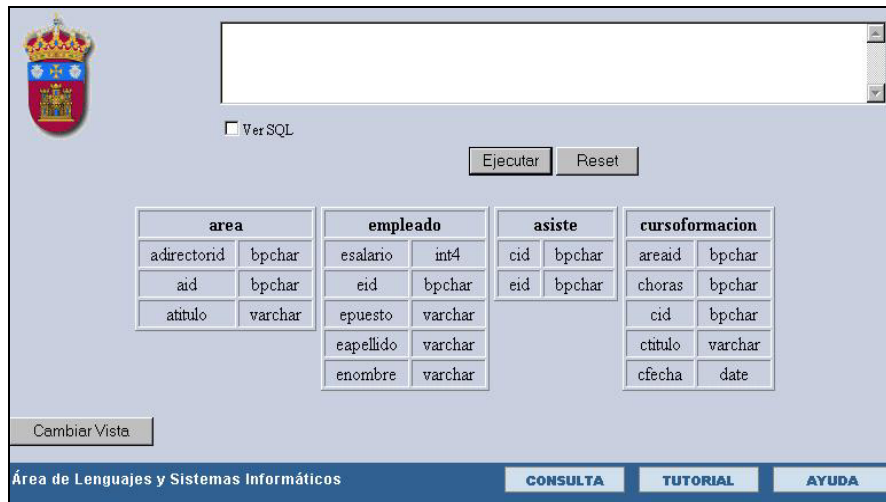 Ver SQL
Ejecutar Reset
area empleado asiste cursoformacion
adirectorid bpchar esalario int4 cid bpchar areaid bpchar
aid bpchar eid bpchar eid bpchar choras bpchar
atitulo varchar epuesto varchar cid bpchar
eapellido varchar ctitulo varchar
enombre varchar cfecha date
Cambiar Vista
Área de Lenguajes y Sistemas Informáticos CONSULTA TUTORIAL AYUDA